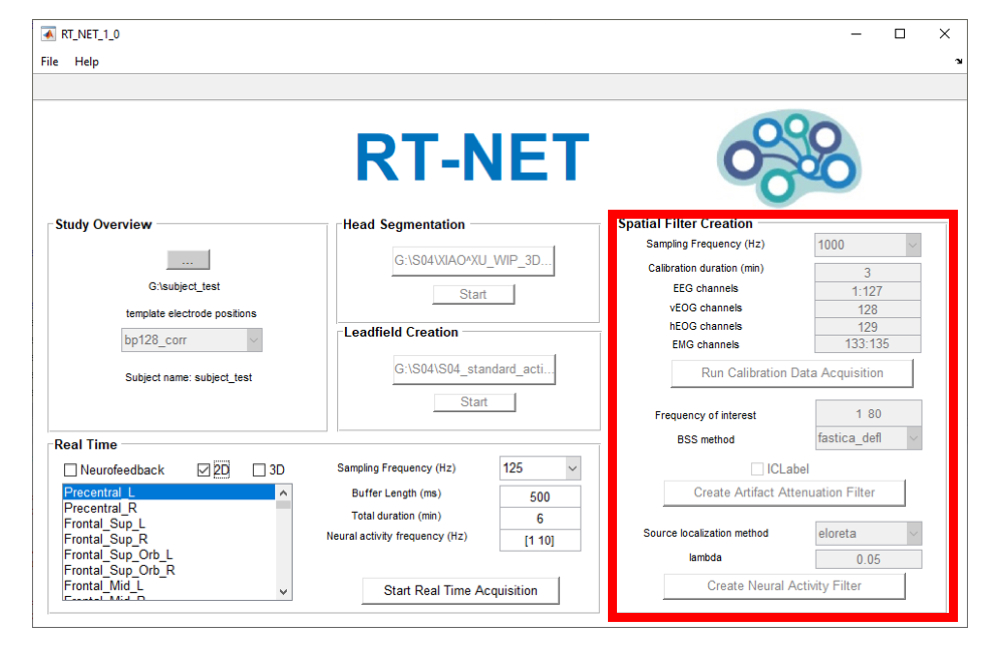 RT_NET_1_0
File Help
RT-NET
Study Overview
...
G:\subject_test
template electrode positions
bp128_corr
Subject name: subject_test
Head Segmentation
G:\S04\XIAO^XU_WIP_3D...
Start
Leadfield Creation
G:\S04\S04_standard_acti...
Start
Spatial Filter Creation
Sampling Frequency (Hz) 1000
Calibration duration (min) 3
EEG channels 1:127
vEOG channels 128
hEOG channels 129
EMG channels 133:135
Run Calibration Data Acquisition
Frequency of interest 1 80
BSS method fastica_defl
ICLabel
Create Artifact Attenuation Filter
Source localization method eloreta
lambda 0.05
Create Neural Activity Filter
Real Time
Neurofeedback 2D 3D
Precentral_L
Precentral_R
Frontal_Sup_L
Frontal_Sup_R
Frontal_Sup_Orb_L
Frontal_Sup_Orb_R
Frontal_Mid_L
Frontal_Mid_R
Sampling Frequency (Hz) 125
Buffer Length (ms) 500
Total duration (min) 6
Neural activity frequency (Hz) [1 10]
Start Real Time Acquisition